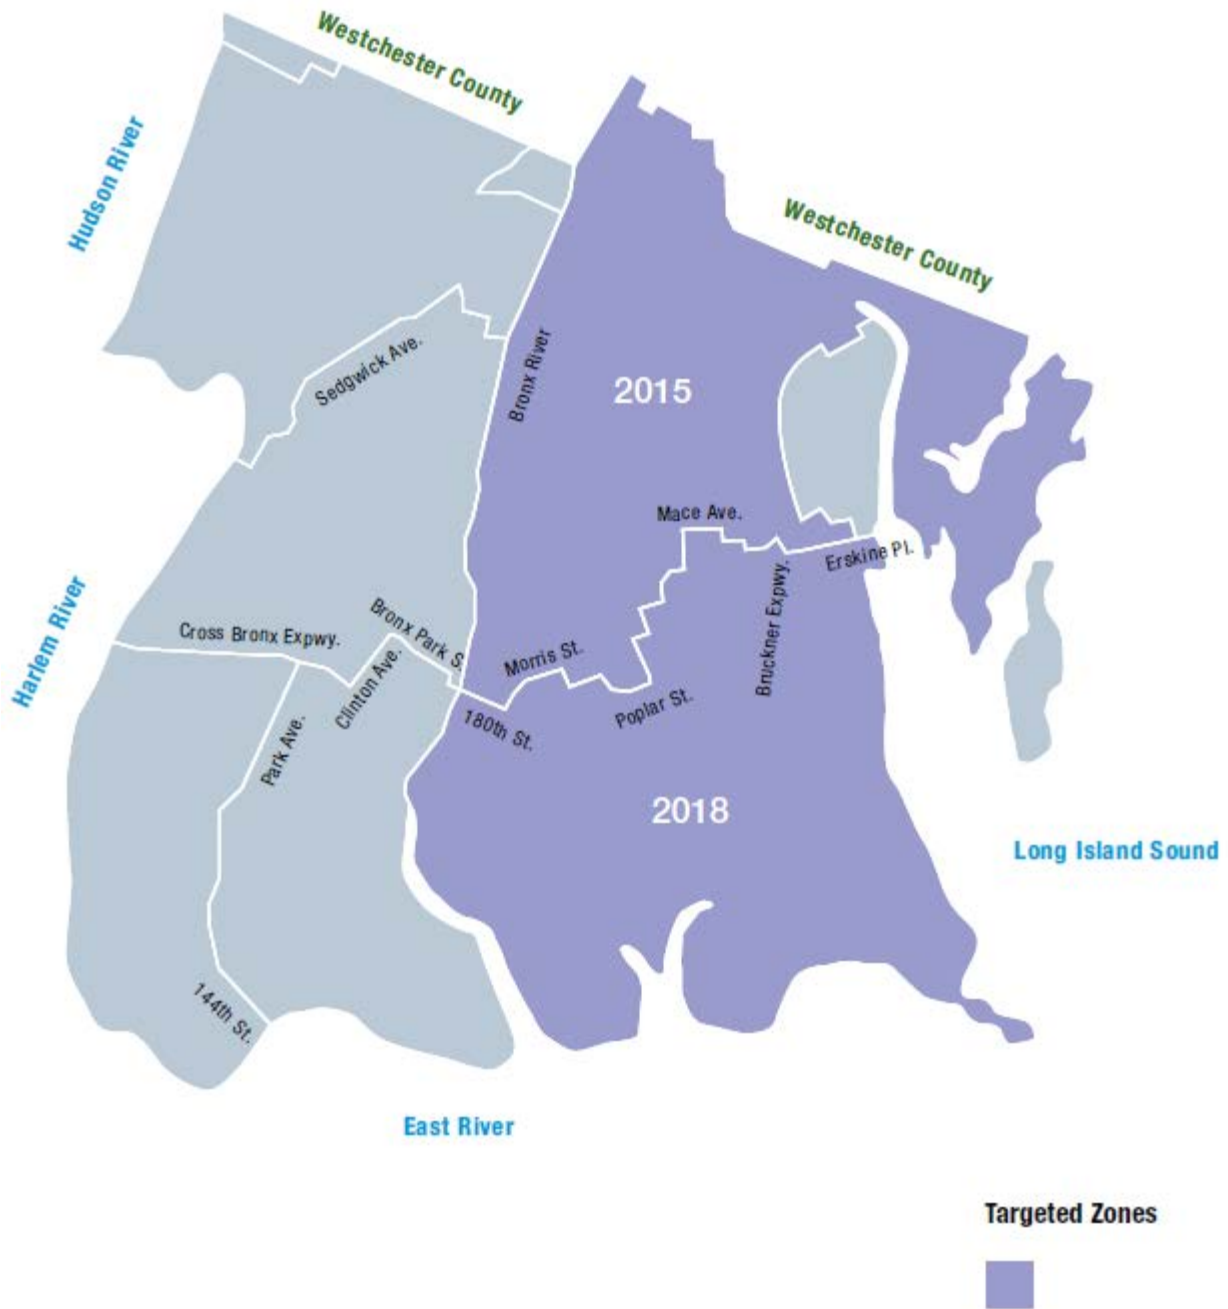 Westchester County
Hudson River
Westchester County
Sedgwick Ave.
Bronx River
2015
Mace Ave.
Erskine Pl.
Bruckner Expwy.
Harlem River
Cross Bronx Expwy.
Bronx Park S.
Clinton Ave.
Morris St.
Poplar St.
180th St.
Park Ave.
2018
Long Island Sound
144th St.
East River
Targeted Zones